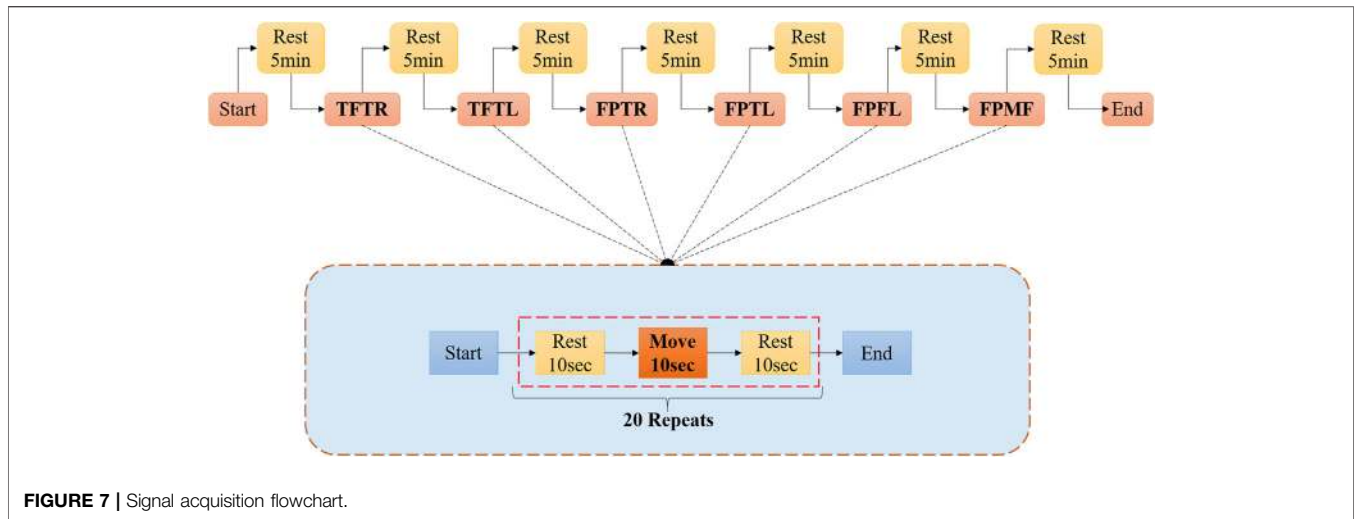 Rest
5min
Rest
5min
Rest
5min
Rest
5min
Rest
5min
Rest
5min
Rest
5min
Start
TFTR
TFTL
FPTR
FPTL
FPFL
FPMF
End
Start
Rest
10sec
Move
10sec
Rest
10sec
End
20 Repeats
FIGURE 7 | Signal acquisition flowchart.